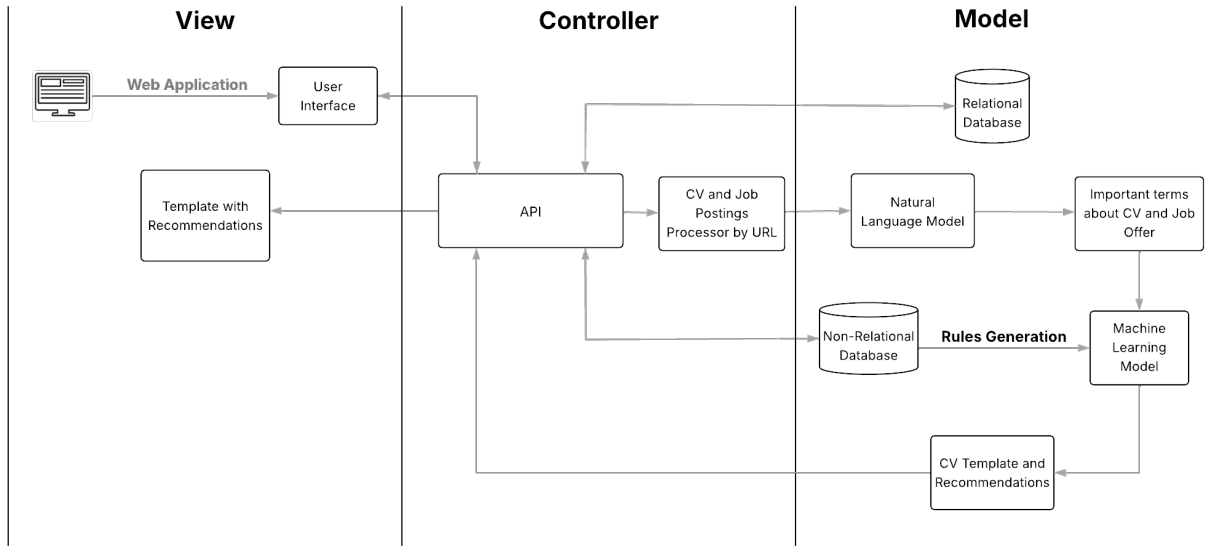 View
Controller
Model
Web Application
User
Interface
Relational
Database
Template with
Recommendations
API
CV and Job
Postings
Processor by URL
Natural
Language Model
Important terms
about CV and Job
Offer
Non-Relational
Database
Rules Generation
Machine
Learning
Model
CV Template and
Recommendations